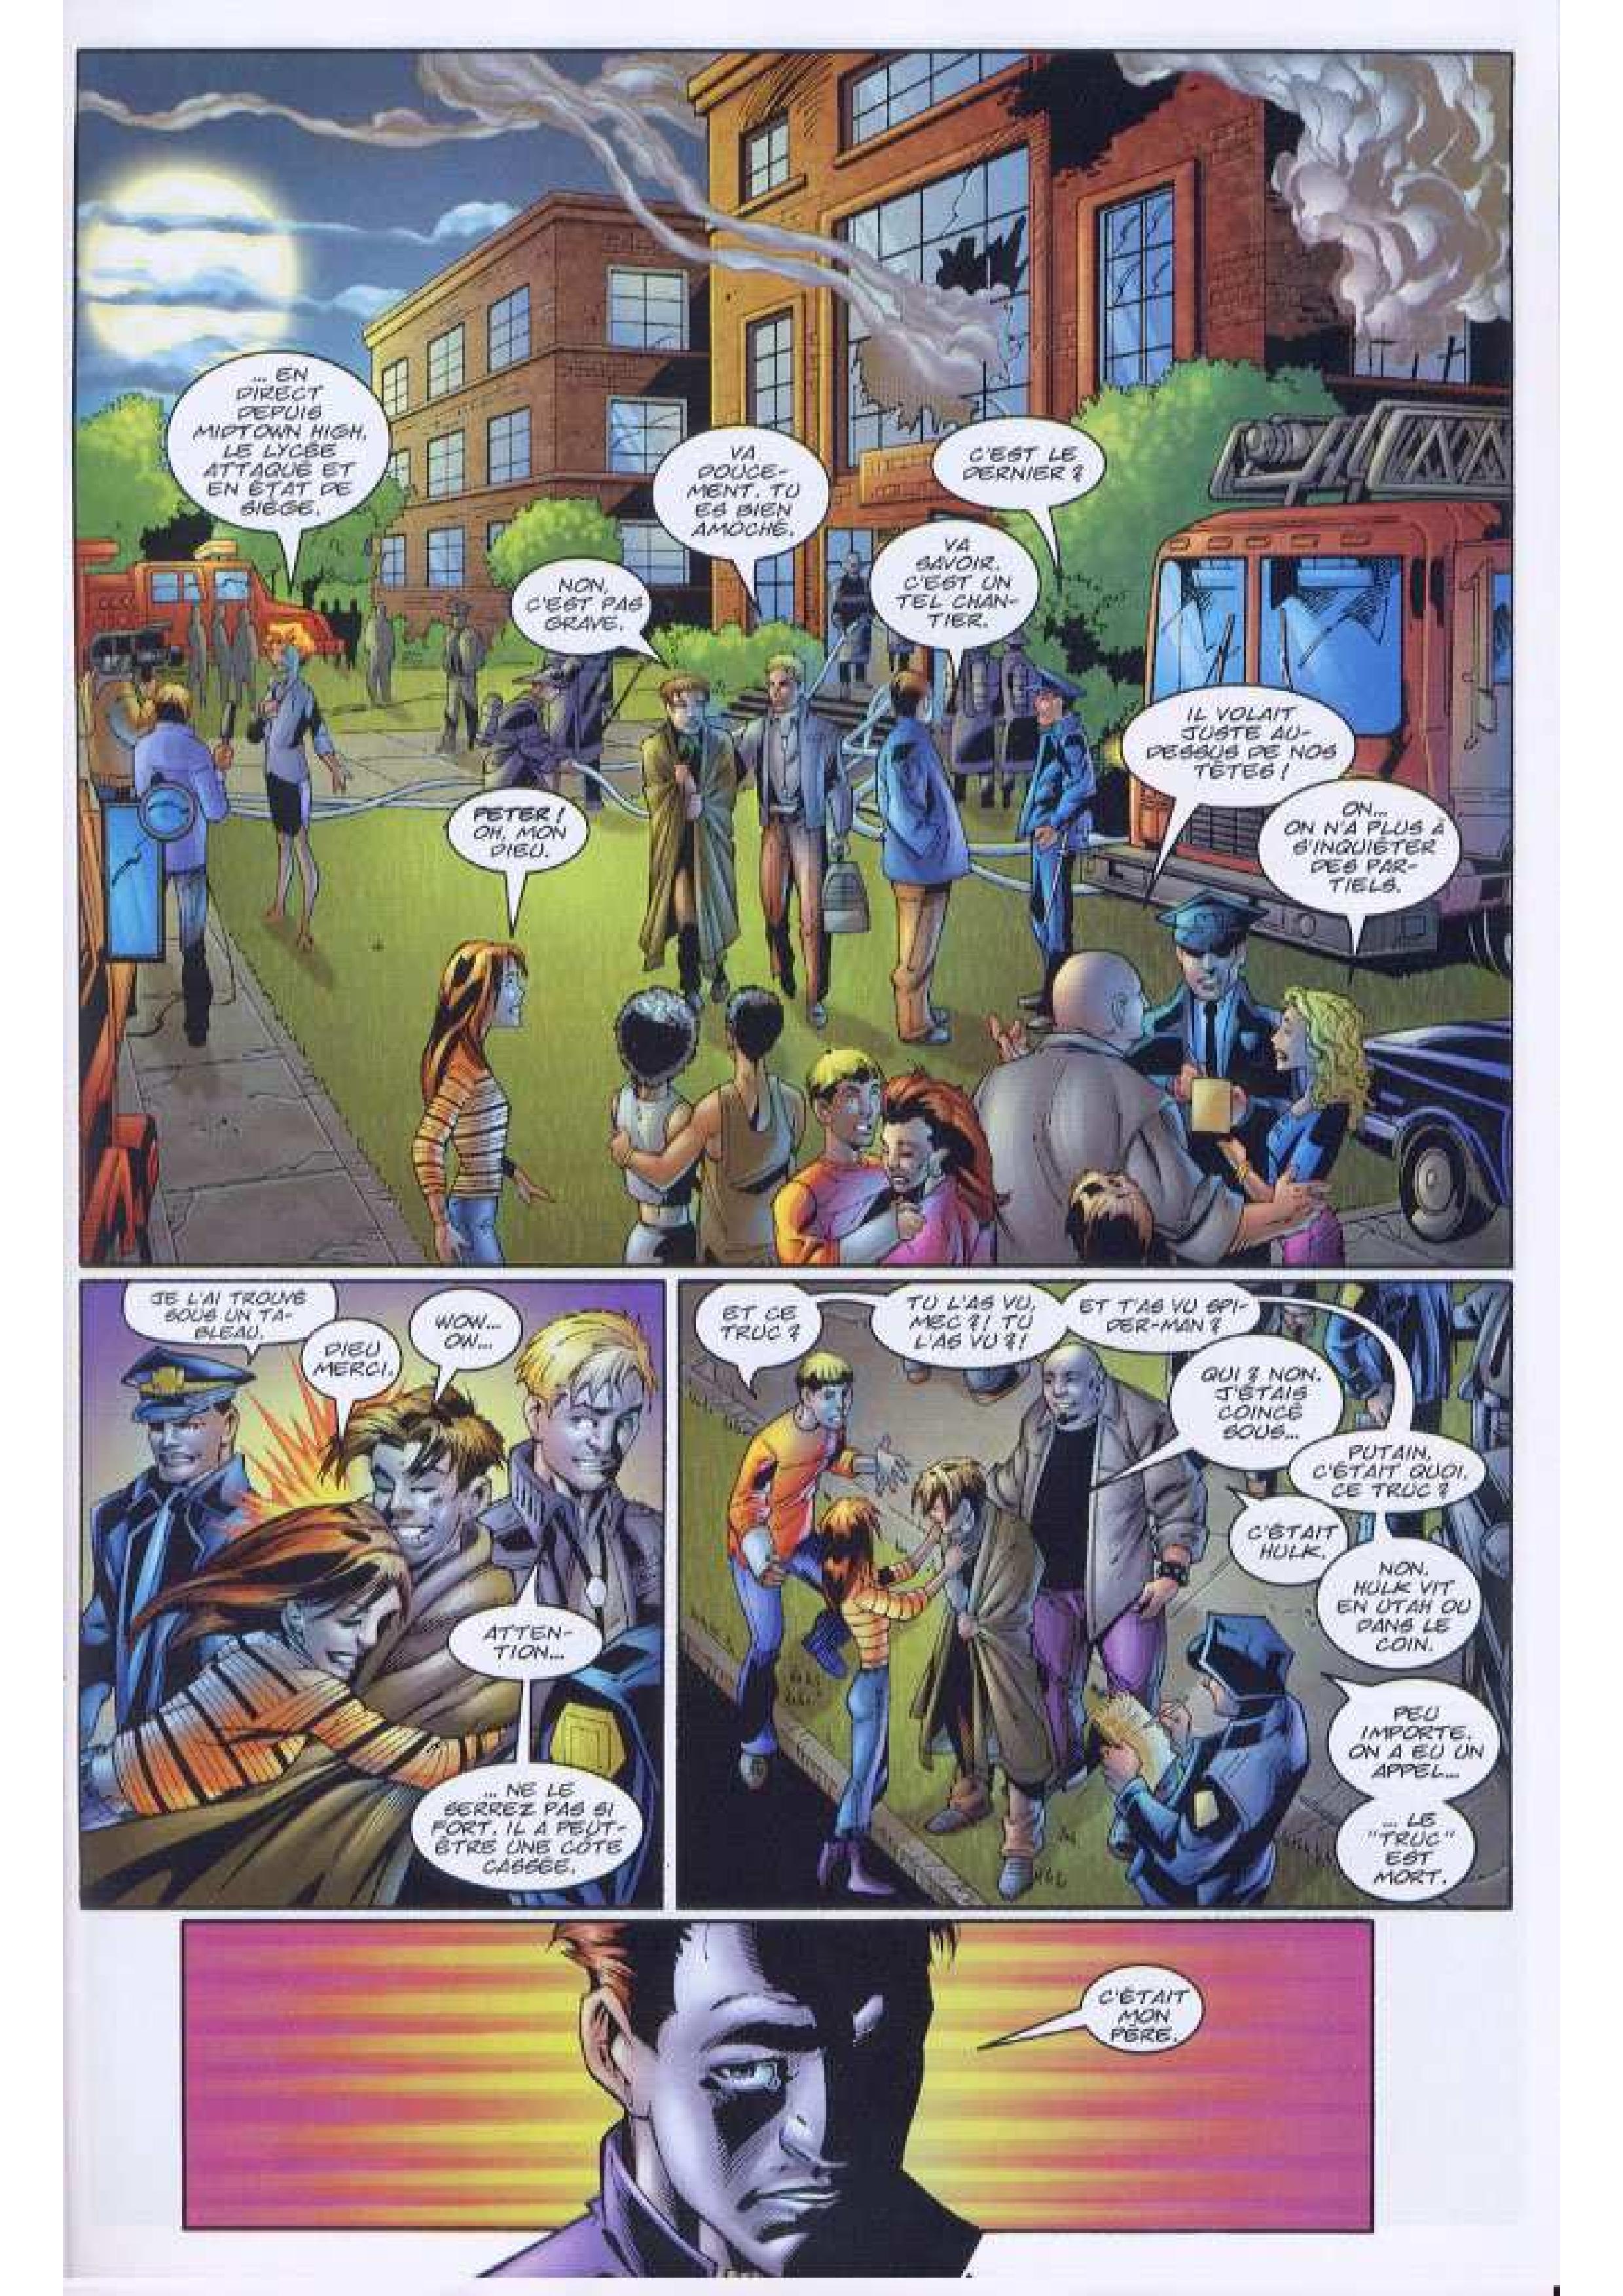 ... EN
DIRECT
DEPUIS
MIDTOWN HIGH,
LE LYCÉE
ATTAQUÉ ET
EN ÉTAT DE
SIÈGE.
NON,
C'EST PAS
GRAVE.
VA
DOUCE-
MENT. TU
ES BIEN
AMOCHÉ.
C'EST LE
DERNIER ?
VA
SAVOIR.
C'EST UN
TEL CHAN-
TIER.
PETER !
OH, MON
DIEU.
IL VOLAIT
JUSTE AU-
DESSUS DE NOS
TÊTES !
ON...
ON N'A PLUS À
S'INQUIÉTER
DES PAR-
TIELS.
JE L'AI TROUVÉ
SOUS UN TA-
BLEAU.
DIEU
MERCI.
WOW...
OW...
ATTEN-
TION...
... NE LE
SERREZ PAS SI
FORT. IL A PEUT-
ÊTRE UNE CÔTE
CASSÉE.
ET CE
TRUC ?
TU L'AS VU,
MEC ?! TU
L'AS VU ?!
ET T'AS VU SPI-
DER-MAN ?
QUI ? NON.
J'ÉTAIS
COINCÉ
SOUS...
PUTAIN,
C'ÉTAIT QUOI,
CE TRUC ?
C'ÉTAIT
HULK.
NON,
HULK VIT
EN UTAH OU
DANS LE
COIN.
PEU
IMPORTE.
ON A EU UN
APPEL...
... LE
"TRUC"
EST
MORT.
C'ÉTAIT
MON
PÈRE.